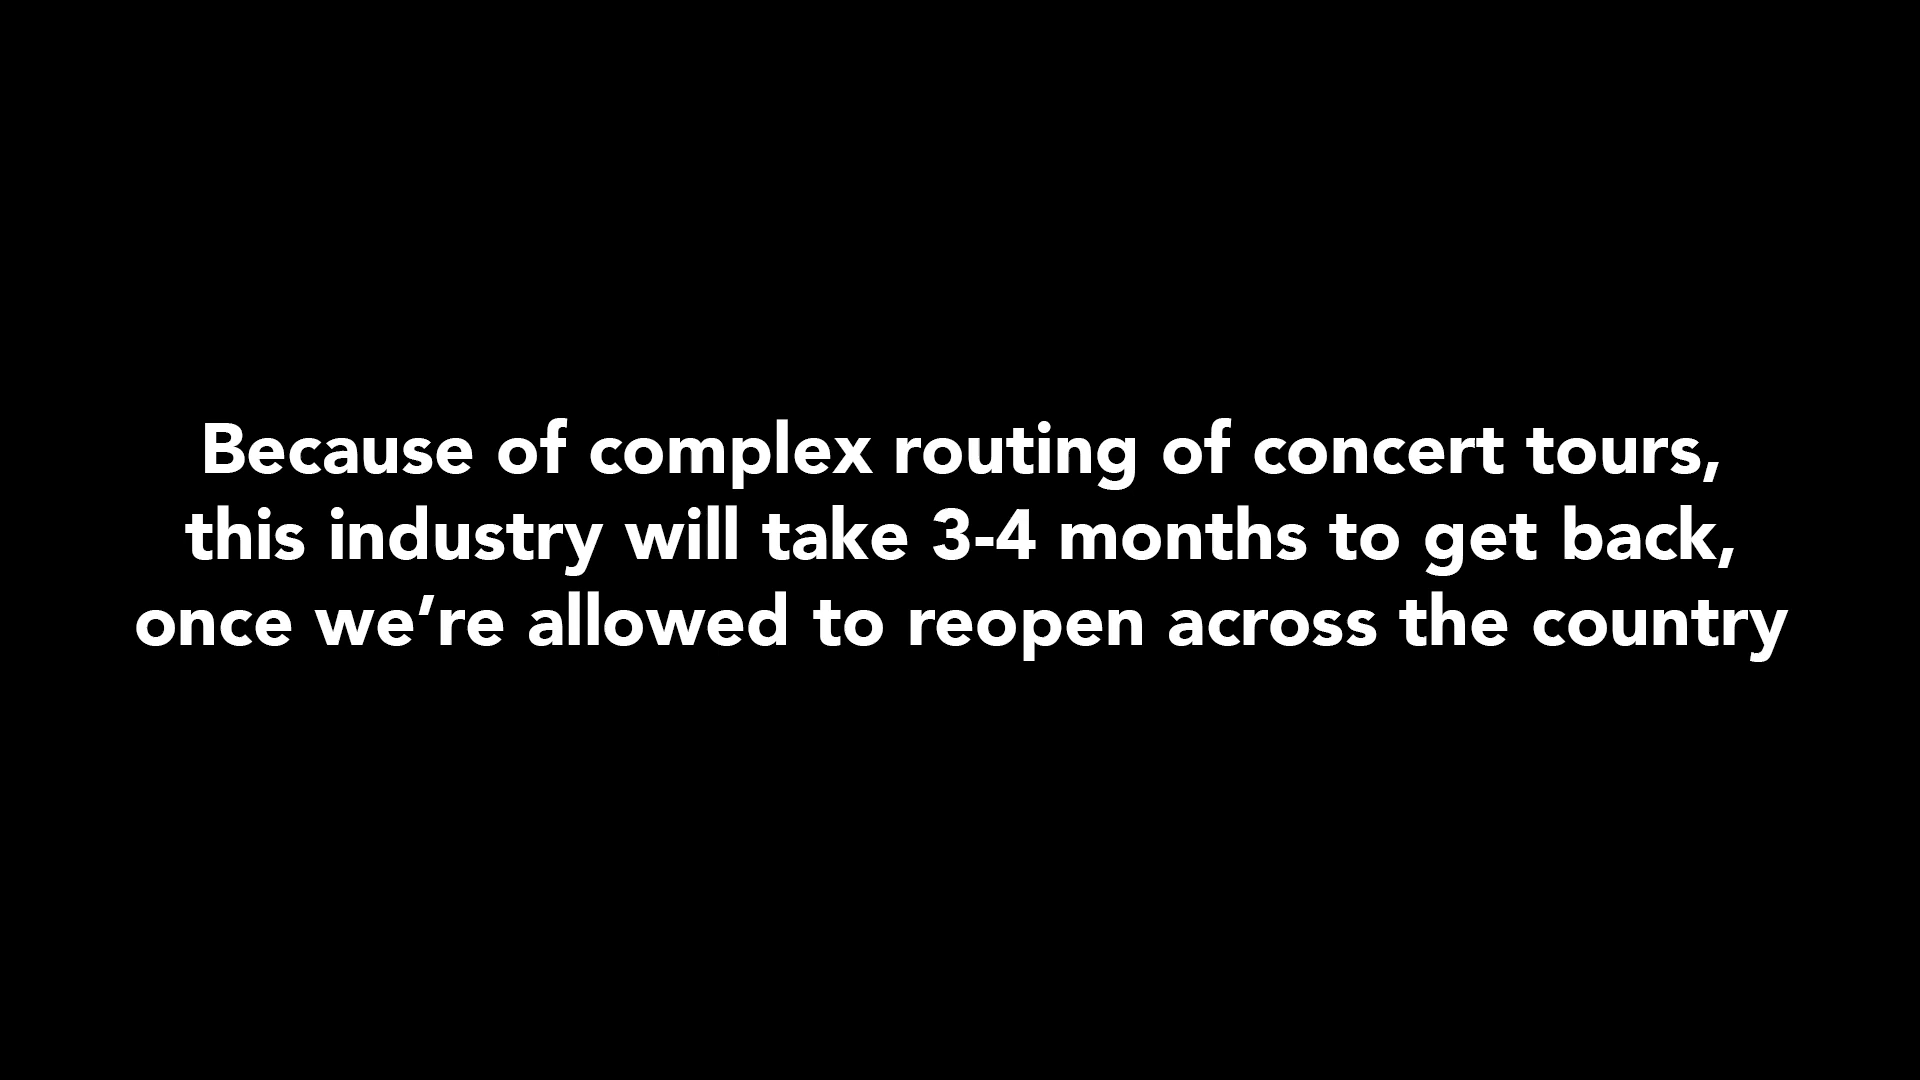 Because of complex routing of concert tours,
this industry will take 3-4 months to get back,
once we’re allowed to reopen across the country